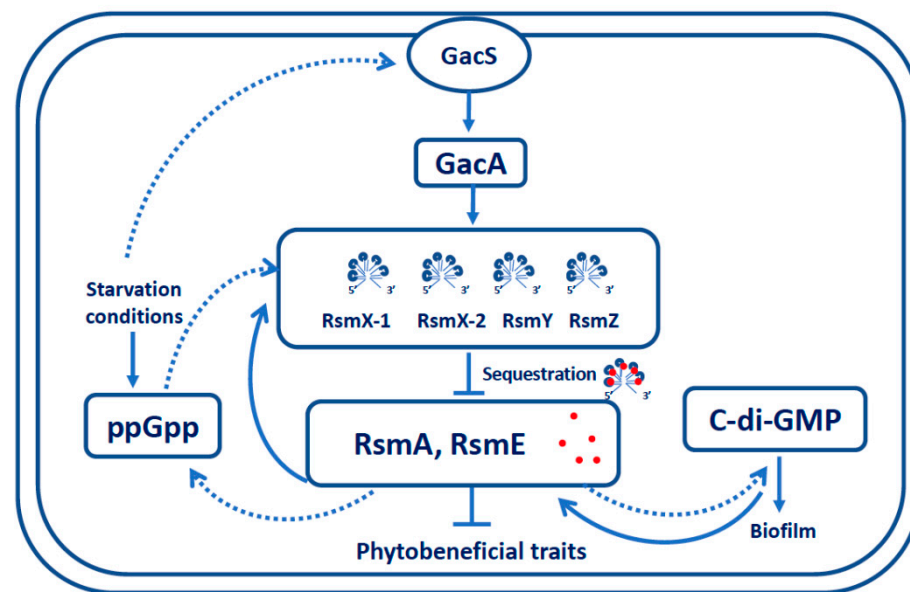 GacS
GacA
5' 3' 5' 3' 5' 3' 5' 3'
RsmX-1 RsmX-2 RsmY RsmZ
Starvation
conditions
Sequestration
5' 3'
ppGpp
RsmA, RsmE
C-di-GMP
Biofilm
Phytobeneficial traits